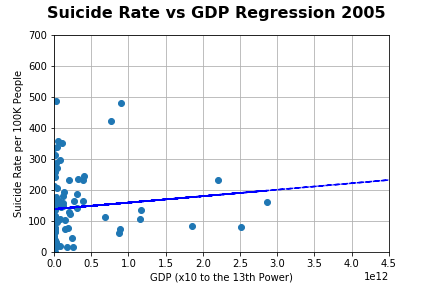 Suicide Rate vs GDP Regression 2005
700
600
500
400
300
200
100
0
Suicide Rate per 100K People
0.0 0.5 1.0 1.5 2.0 2.5 3.0 3.5 4.0 4.5
1e12
GDP (x10 to the 13th Power)